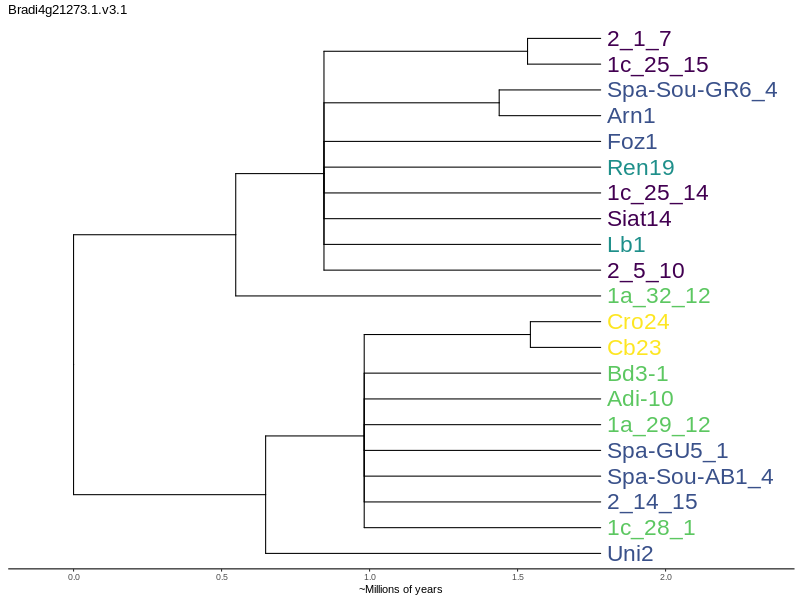 Bradi4g21273.1.v3.1
2_1_7
1c_25_15
Spa-Sou-GR6_4
Arn1
Foz1
Ren19
1c_25_14
Siat14
Lb1
2_5_10
1a_32_12
Cro24
Cb23
Bd3-1
Adi-10
1a_29_12
Spa-GU5_1
Spa-Sou-AB1_4
2_14_15
1c_28_1
Uni2
0.0 0.5 1.0 1.5 2.0
~Millions of years